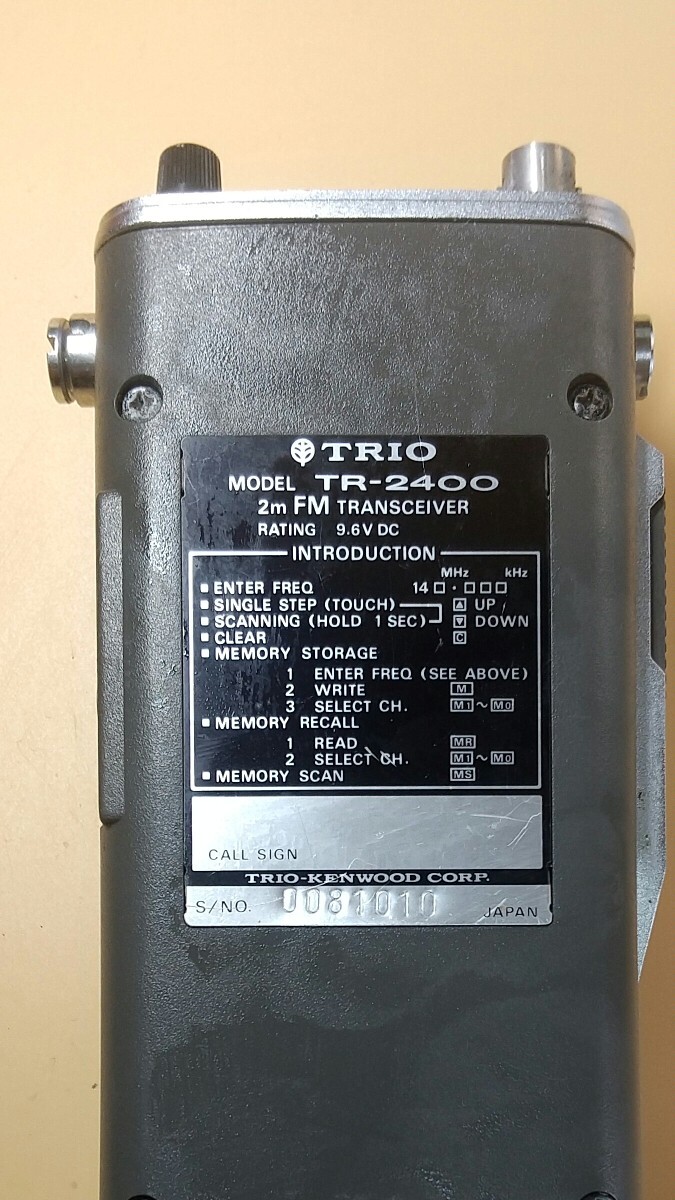 TRIO
MODEL TR-2400
2m FM TRANSCEIVER
RATING 9.6V DC
INTRODUCTION
MHz kHz
■ ENTER FREQ 14□.□□□
■ SINGLE STEP (TOUCH) ▲ UP
■ SCANNING (HOLD 1 SEC) ▼ DOWN
■ CLEAR C
■ MEMORY STORAGE
1 ENTER FREQ (SEE ABOVE)
2 WRITE M
3 SELECT CH. M1~M0
■ MEMORY RECALL
1 READ MR
2 SELECT CH. M1~M0
■ MEMORY SCAN MS
CALL SIGN
TRIO-KENWOOD CORP.
S/NO. 0081010 JAPAN